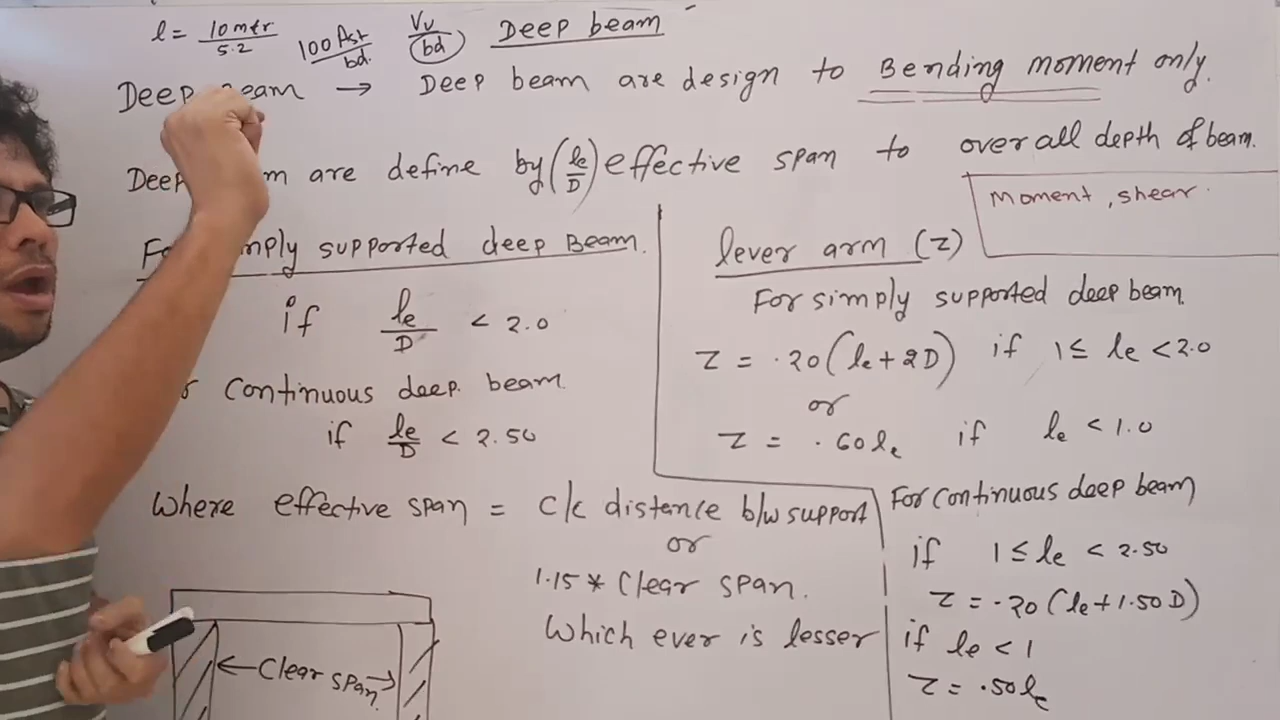 l = 10 mtr / 5.2 100 Ast / bd. Vu / bd Deep beam
Deep beam → Deep beam are design to Bending moment only.
Deep are define by (le/D) effective span to over all depth of beam.
Moment, shear.
simply supported deep Beam.
if le/D < 2.0
continuous deep. beam.
if le/D < 2.50
Where effective span = c/c distance b/w support
or
1.15 * Clear span.
Which ever is lesser
← Clear span. →
lever arm (Z)
For simply supported deep beam.
Z = .20 (le + 2D) if 1 ≤ le < 2.0
or
Z = .60 le if le < 1.0
For continuous deep beam
if 1 ≤ le < 2.50
Z = .20 (le + 1.50 D)
if le < 1
Z = .50 le